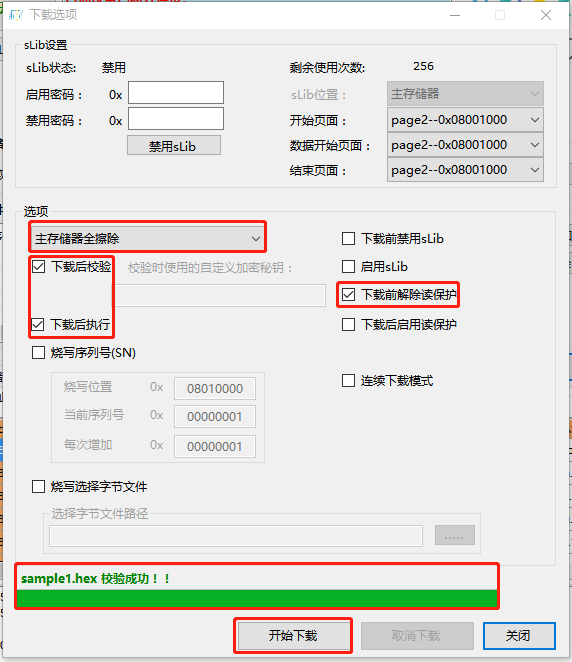 下载选项
sLib设置
sLib状态: 禁用 剩余使用次数: 256
启用密码： 0x sLib位置： 主存储器
禁用密码： 0x 开始页面： page2--0x08001000
禁用sLib 数据开始页面： page2--0x08001000
结束页面： page2--0x08001000
选项
主存储器全擦除 下载前禁用sLib
下载后校验 校验时使用的自定义加密秘钥： 启用sLib
下载前解除读保护
下载后执行 下载后启用读保护
烧写序列号(SN)
烧写位置 0x 08010000 连续下载模式
当前序列号 0x 00000001
每次增加 0x 00000001
烧写选择字节文件
选择字节文件路径
.....
sample1.hex 校验成功！！
开始下载 取消下载 关闭